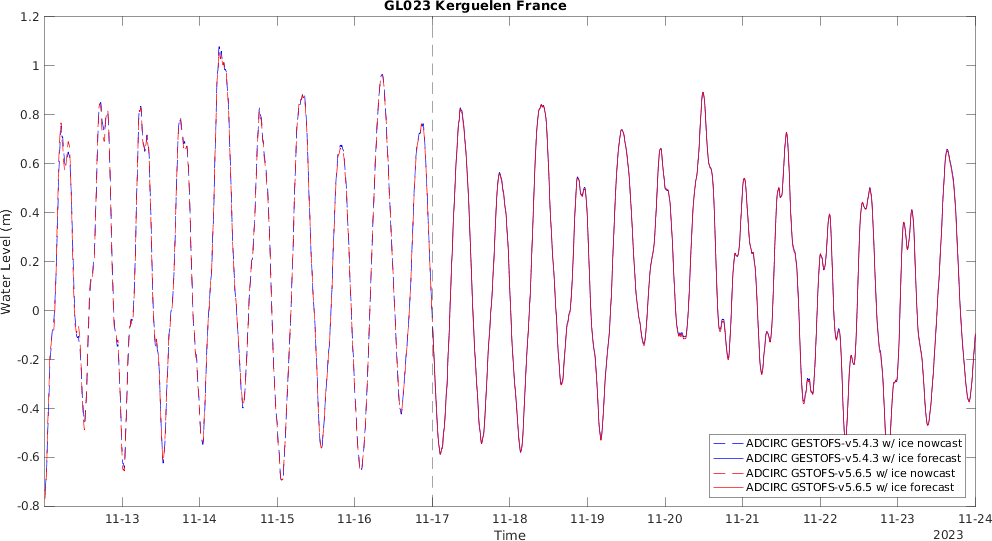 GL023 Kerguelen France
Water Level (m)
1.2
1
0.8
0.6
0.4
0.2
0
-0.2
-0.4
-0.6
-0.8
ADCIRC GESTOFS-v5.4.3 w/ ice nowcast
ADCIRC GESTOFS-v5.4.3 w/ ice forecast
ADCIRC GSTOFS-v5.6.5 w/ ice nowcast
ADCIRC GSTOFS-v5.6.5 w/ ice forecast
11-13 11-14 11-15 11-16 11-17 11-18 11-19 11-20 11-21 11-22 11-23 11-24
Time
2023